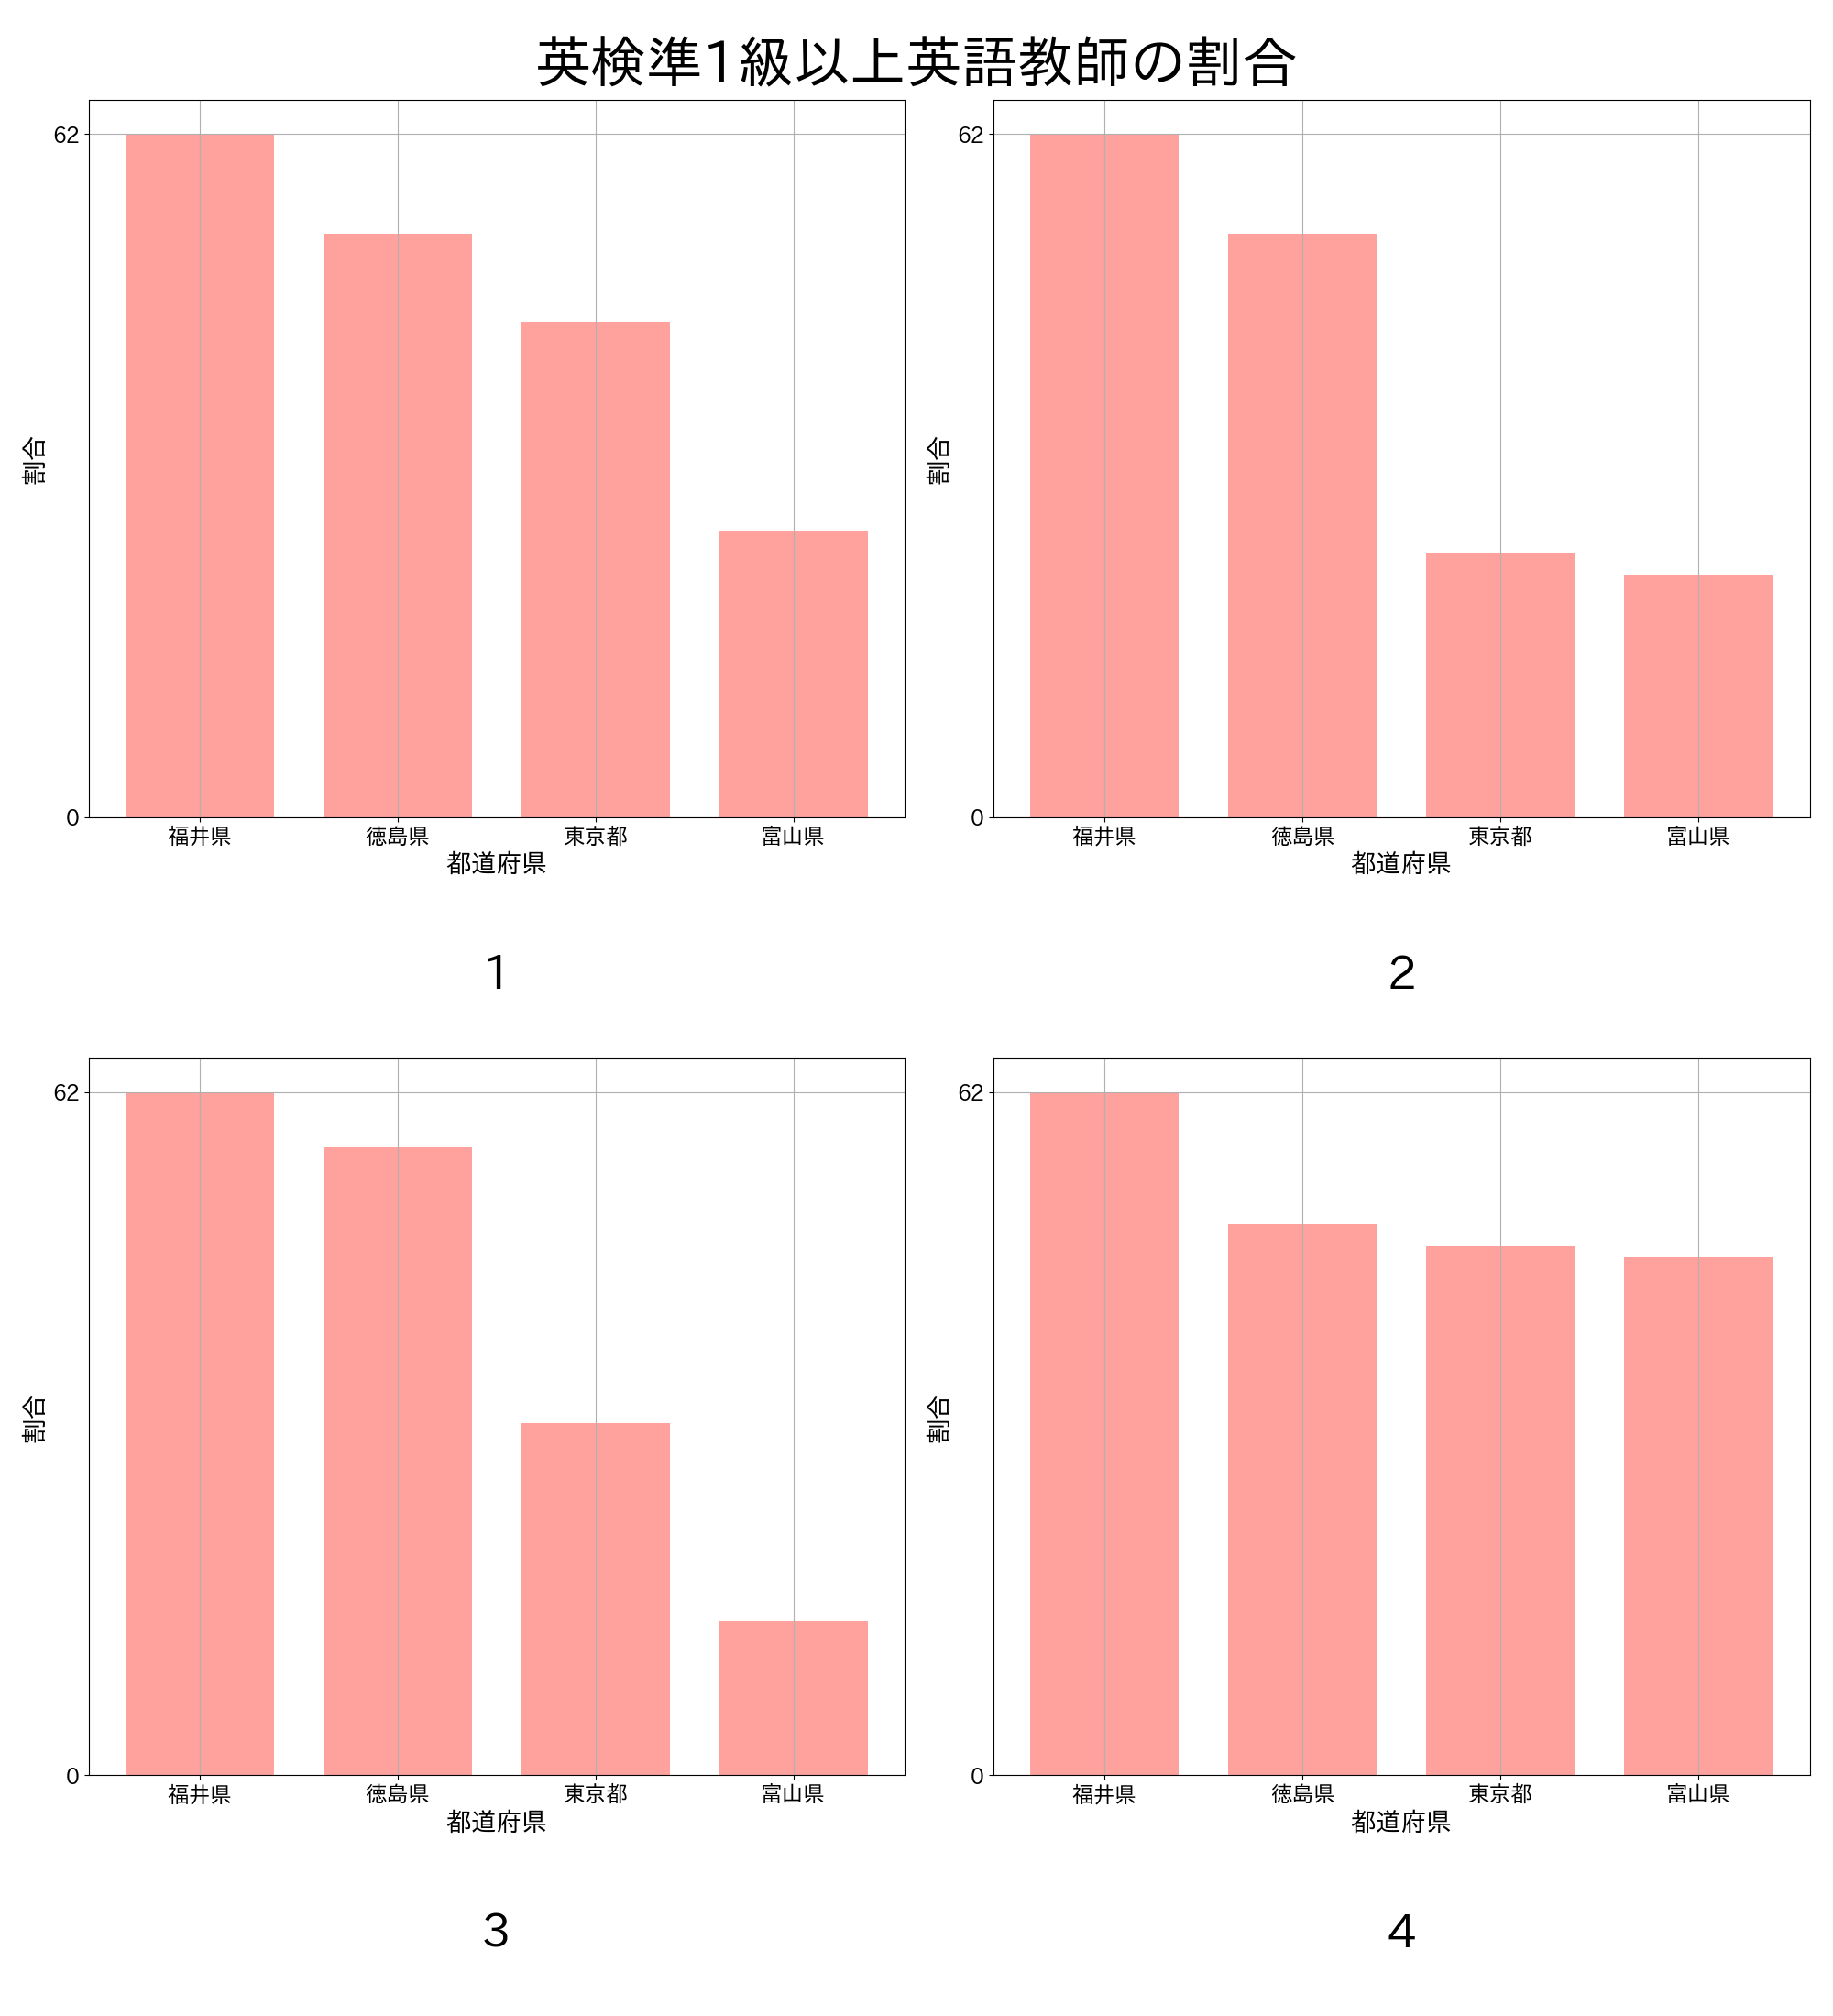 英検準1級以上英語教師の割合
62
0
割合
福井県 徳島県 東京都 富山県
都道府県
1
62
0
割合
福井県 徳島県 東京都 富山県
都道府県
2
62
0
割合
福井県 徳島県 東京都 富山県
都道府県
3
62
0
割合
福井県 徳島県 東京都 富山県
都道府県
4